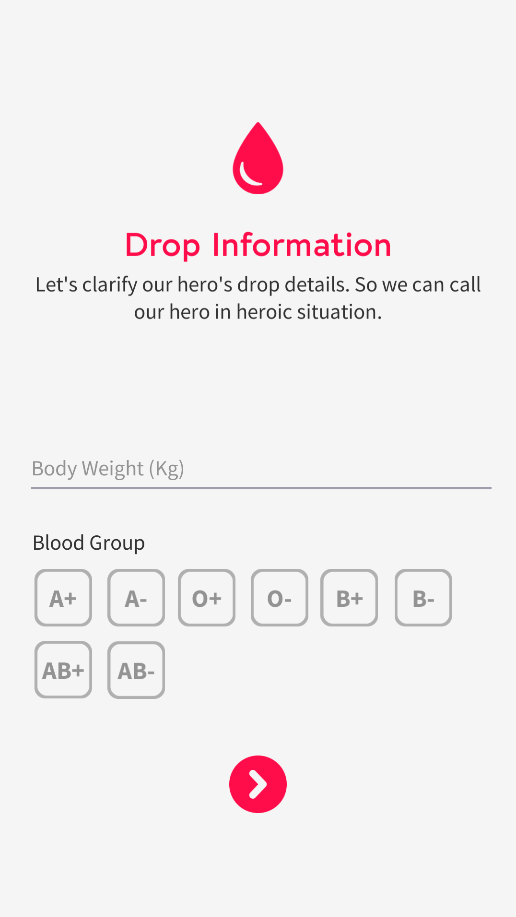 Drop Information
Let's clarify our hero's drop details. So we can call
our hero in heroic situation.
Body Weight (Kg)
Blood Group
A+ A- O+ O- B+ B-
AB+ AB-